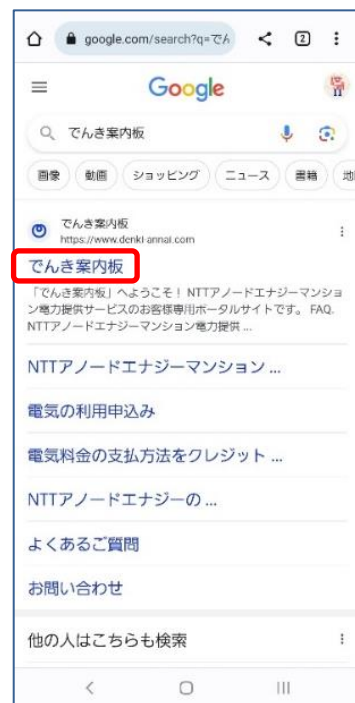 google.com/search?q=でん
2
Google
でんき案内板
画像 動画 ショッピング ニュース 書籍 地
でんき案内板
https://www.denki-annai.com
でんき案内板
「でんき案内板」へようこそ！ NTTアノードエナジーマンショ
ン電力提供サービスのお客様専用ポータルサイトです。 FAQ.
NTTアノードエナジーマンション電力提供 ...
NTTアノードエナジーマンション ...
電気の利用申込み
電気料金の支払方法をクレジット ...
NTTアノードエナジーの ...
よくあるご質問
お問い合わせ
他の人はこちらも検索